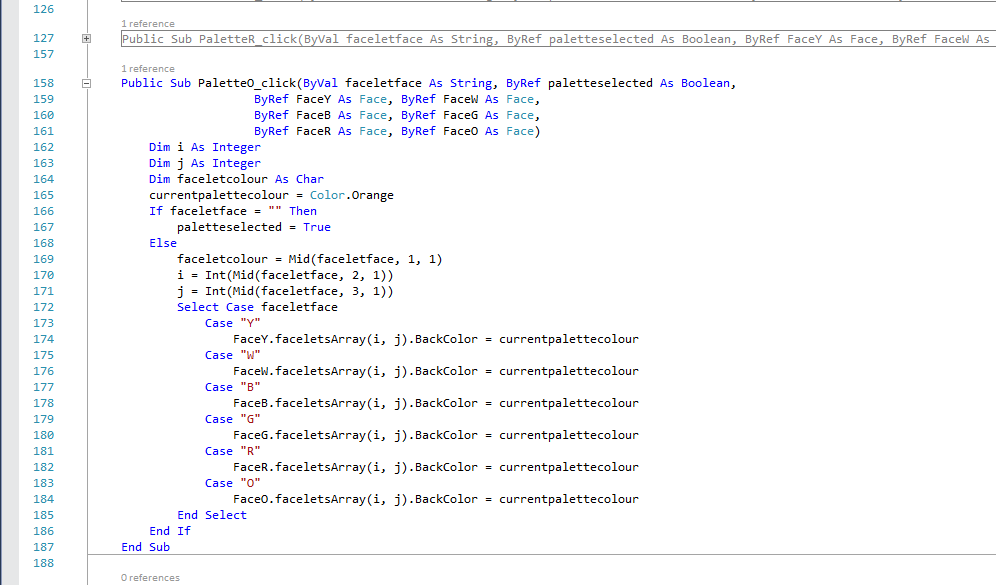 126
1 reference
127 Public Sub PaletteR_click(ByVal faceletface As String, ByRef paletteselected As Boolean, ByRef FaceY As Face, ByRef FaceW As
157
1 reference
158 Public Sub PaletteO_click(ByVal faceletface As String, ByRef paletteselected As Boolean,
159 ByRef FaceY As Face, ByRef FaceW As Face,
160 ByRef FaceB As Face, ByRef FaceG As Face,
161 ByRef FaceR As Face, ByRef FaceO As Face)
162 Dim i As Integer
163 Dim j As Integer
164 Dim faceletcolour As Char
165 currentpalettecolour = Color.Orange
166 If faceletface = "" Then
167 paletteselected = True
168 Else
169 faceletcolour = Mid(faceletface, 1, 1)
170 i = Int(Mid(faceletface, 2, 1))
171 j = Int(Mid(faceletface, 3, 1))
172 Select Case faceletface
173 Case "Y"
174 FaceY.faceletsArray(i, j).BackColor = currentpalettecolour
175 Case "W"
176 FaceW.faceletsArray(i, j).BackColor = currentpalettecolour
177 Case "B"
178 FaceB.faceletsArray(i, j).BackColor = currentpalettecolour
179 Case "G"
180 FaceG.faceletsArray(i, j).BackColor = currentpalettecolour
181 Case "R"
182 FaceR.faceletsArray(i, j).BackColor = currentpalettecolour
183 Case "O"
184 FaceO.faceletsArray(i, j).BackColor = currentpalettecolour
185 End Select
186 End If
187 End Sub
188
0 references